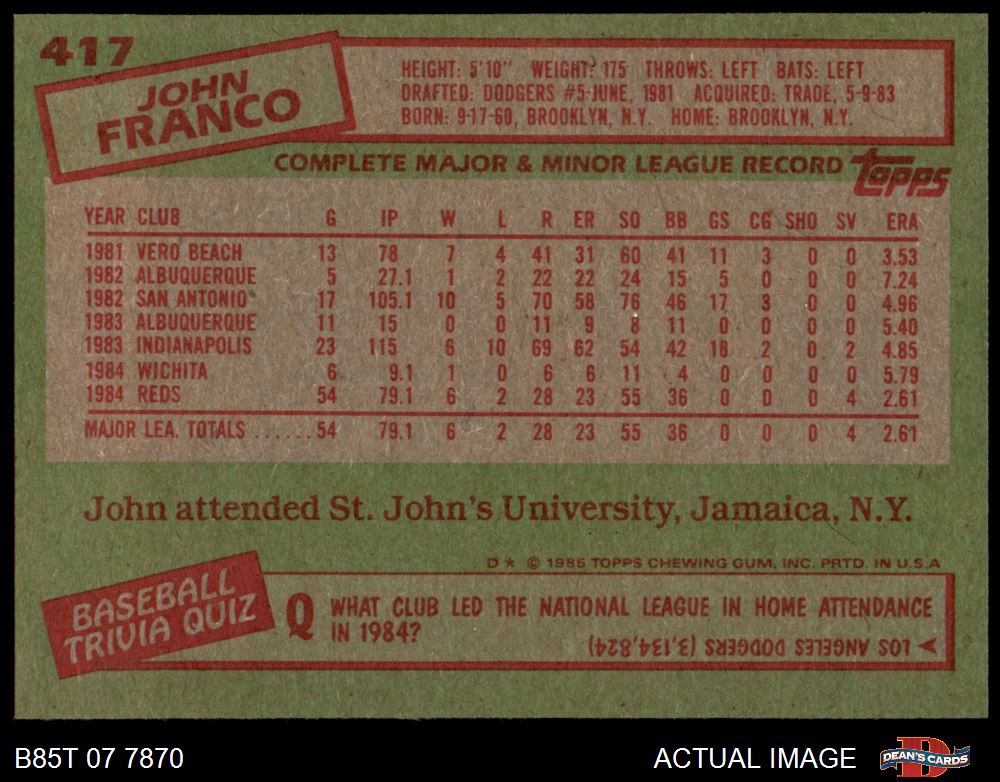 417
JOHN
FRANCO
HEIGHT: 5'10" WEIGHT: 175 THROWS: LEFT BATS: LEFT
DRAFTED: DODGERS #5-JUNE, 1981 ACQUIRED: TRADE, 5-9-83
BORN: 9-17-60, BROOKLYN, N.Y. HOME: BROOKLYN, N.Y.
COMPLETE MAJOR & MINOR LEAGUE RECORD topps
YEAR CLUB G IP W L R ER SO BB GS CG SHO SV ERA
1981 VERO BEACH 13 78 7 4 41 31 60 41 11 3 0 0 3.53
1982 ALBUQUERQUE 5 27.1 1 2 22 22 24 15 5 0 0 0 7.24
1982 SAN ANTONIO 17 105.1 10 5 70 58 76 46 17 3 0 0 4.96
1983 ALBUQUERQUE 11 15 0 0 11 9 8 11 0 0 0 0 5.40
1983 INDIANAPOLIS 23 115 6 10 69 62 54 42 18 2 0 2 4.85
1984 WICHITA 6 9.1 1 0 6 6 11 4 0 0 0 0 5.79
1984 REDS 54 79.1 6 2 28 23 55 36 0 0 0 4 2.61
MAJOR LEA. TOTALS ......54 79.1 6 2 28 23 55 36 0 0 0 4 2.61
John attended St. John's University, Jamaica, N.Y.
D★ © 1985 TOPPS CHEWING GUM, INC. PRTD. IN U.S.A
BASEBALL
TRIVIA QUIZ
Q WHAT CLUB LED THE NATIONAL LEAGUE IN HOME ATTENDANCE
IN 1984?
LOS ANGELES DODGERS (3,134,824)
B85T 07 7870
ACTUAL IMAGE
D
DEAN'S CARDS